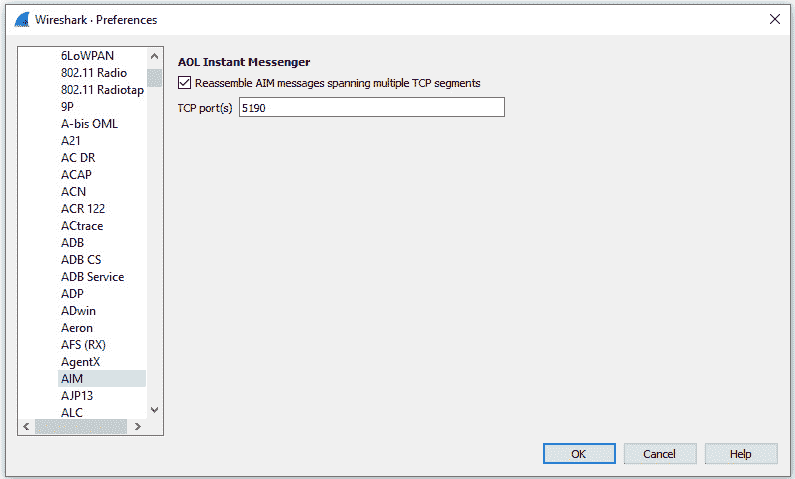 Wireshark · Preferences
6LoWPAN
802.11 Radio
802.11 Radiotap
9P
A-bis OML
A21
AC DR
ACAP
ACN
ACR 122
ACtrace
ADB
ADB CS
ADB Service
ADP
ADwin
Aeron
AFS (RX)
AgentX
AIM
AJP13
ALC
AOL Instant Messenger
Reassemble AIM messages spanning multiple TCP segments
TCP port(s) 5190
OK Cancel Help